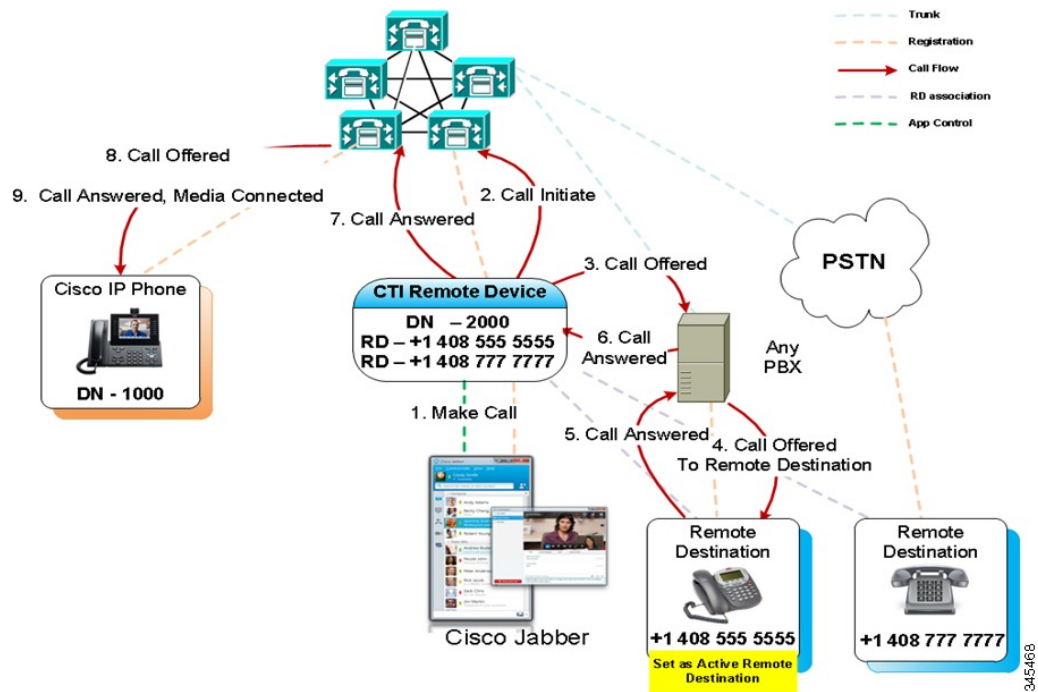 Trunk
Registration
Call Flow
RD association
App Control
8. Call Offered
9. Call Answered, Media Connected
7. Call Answered
2. Call Initiate
3. Call Offered
PSTN
Cisco IP Phone
DN - 1000
CTI Remote Device
DN – 2000
RD – +1 408 555 5555
RD – +1 408 777 7777
6. Call
Answered
Any
PBX
1. Make Call
5. Call Answered
4. Call Offered
To Remote Destination
Cisco Jabber
Remote
Destination
+1 408 555 5555
Set as Active Remote
Destination
Remote
Destination
+1 408 777 7777
345468